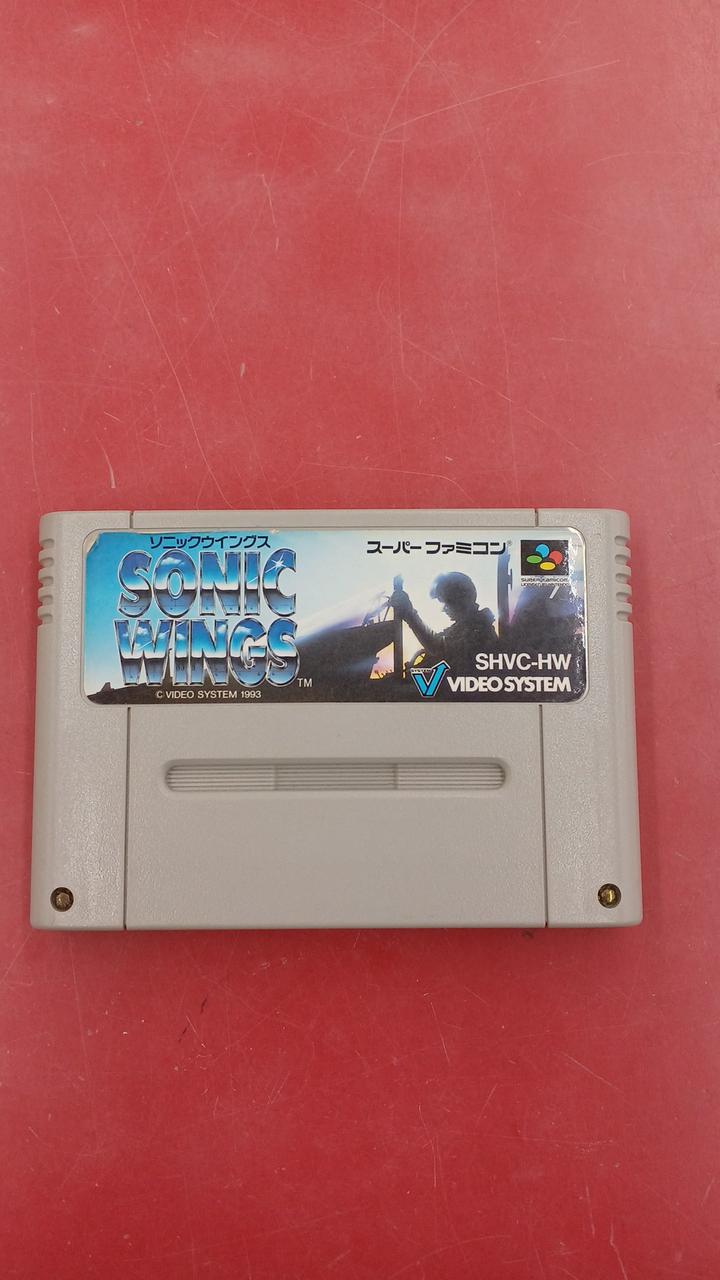 ソニックウイングス
SONIC
WINGS
TM
© VIDEO SYSTEM 1993
スーパーファミコン®
SHVC-HW
VIDEO SYSTEM